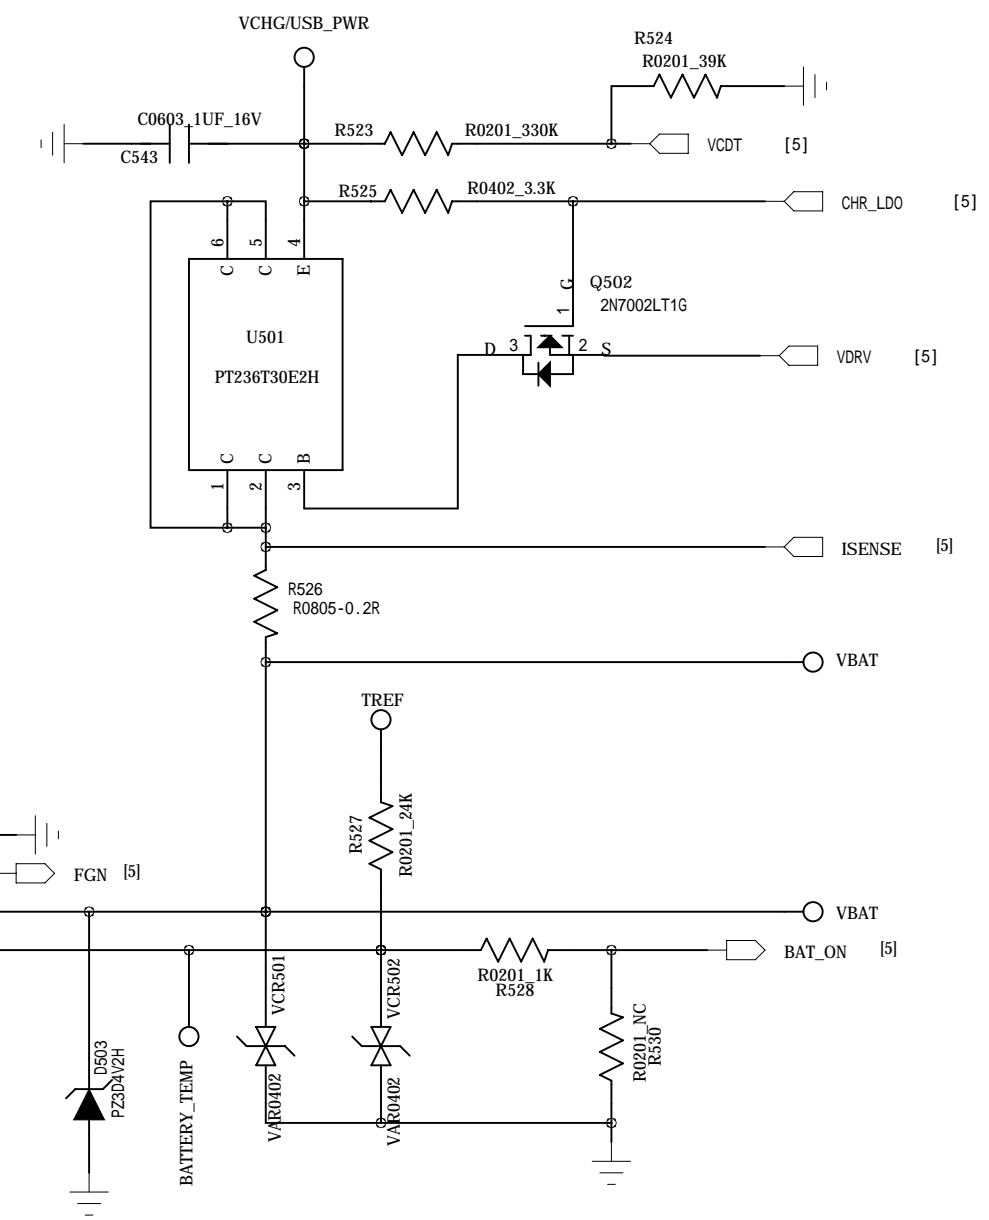 VCHG/USB_PWR
R524
R0201_39K
C0603_1UF_16V
C543
R523
R0201_330K
VCDT [5]
R525
R0402_3.3K
CHR_LDO [5]
6
5
4
C
C
E
G
1
Q502
2N7002LT1G
U501
PT236T30E2H
D 3
2 S
VDRV [5]
C
C
B
1
2
3
ISENSE [5]
R526
R0805-0.2R
VBAT
TREF
R527
R0201_24K
FGN [5]
VBAT
BAT_ON [5]
R0201_1K
R528
VCR501
VCR502
R0201_NC
R530
D503
PZ3D4V2H
BATTERY_TEMP
VAR0402
VAR0402